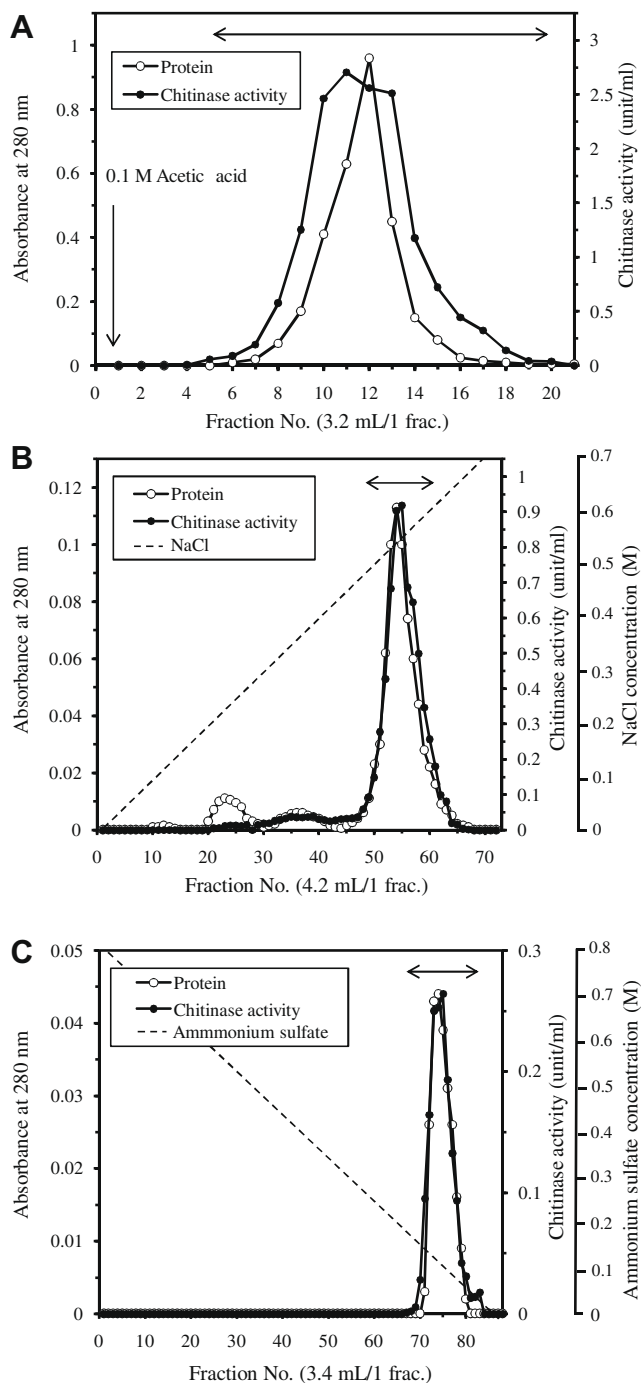 A
Protein
Chitinase activity
0.1 M Acetic acid
Absorbance at 280 nm
1
0.8
0.6
0.4
0.2
0
Chitinase activity (unit/ml)
3
2.5
2
1.5
1
0.5
0
0 2 4 6 8 10 12 14 16 18 20
Fraction No. (3.2 mL/1 frac.)
B
Protein
Chitinase activity
NaCl
Absorbance at 280 nm
0.12
0.1
0.08
0.06
0.04
0.02
0
Chitinase activity (unit/ml)
1
0.9
0.8
0.7
0.6
0.5
0.4
0.3
0.2
0.1
0
NaCl concentration (M)
0.7
0.6
0.5
0.4
0.3
0.2
0.1
0
0 10 20 30 40 50 60 70
Fraction No. (4.2 mL/1 frac.)
C
Protein
Chitinase activity
Ammmonium sulfate
Absorbance at 280 nm
0.05
0.04
0.03
0.02
0.01
0
Chitinase activity (unit/ml)
0.3
0.2
0.1
0
Ammonium sulfate concentration (M)
0.8
0.7
0.6
0.5
0.4
0.3
0.2
0.1
0
0 10 20 30 40 50 60 70 80
Fraction No. (3.4 mL/1 frac.)